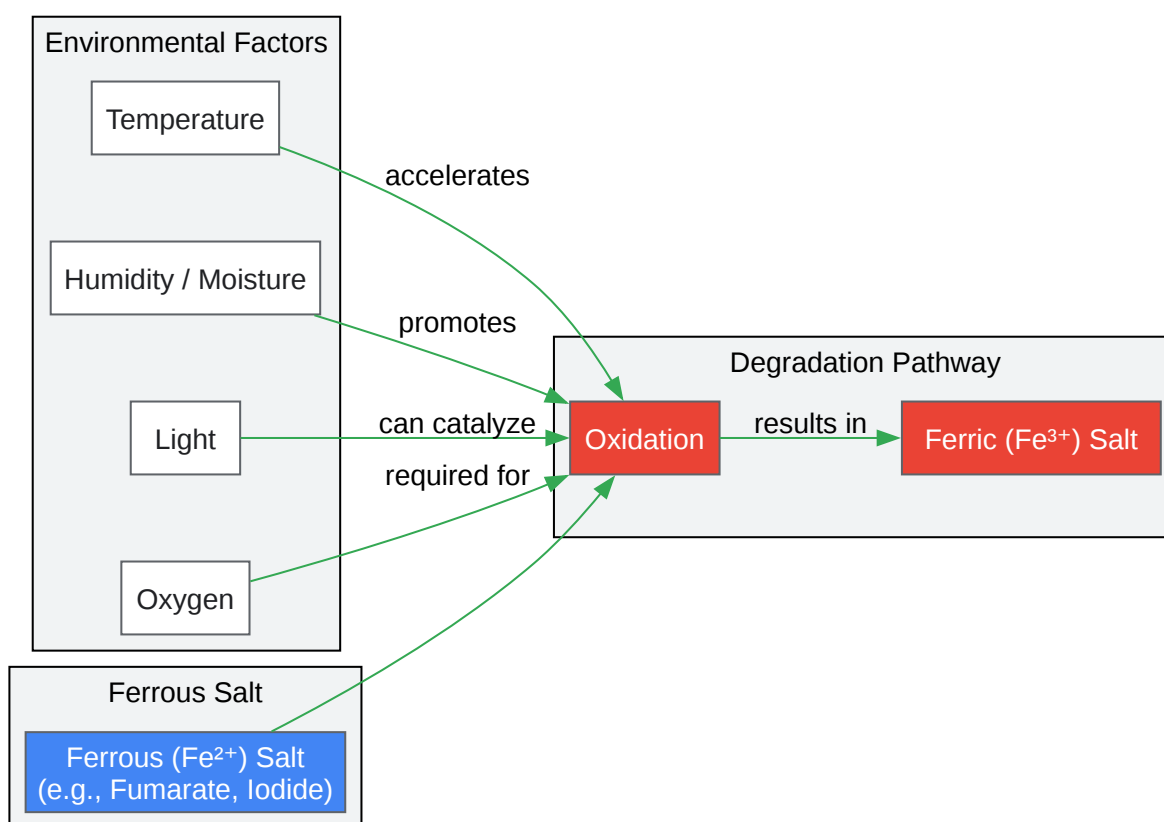 Environmental Factors
Temperature
accelerates
Humidity / Moisture
promotes
Degradation Pathway
Light
can catalyze
Oxidation
results in
Ferric (Fe³⁺) Salt
required for
Oxygen
Ferrous Salt
Ferrous (Fe²⁺) Salt
(e.g., Fumarate, Iodide)